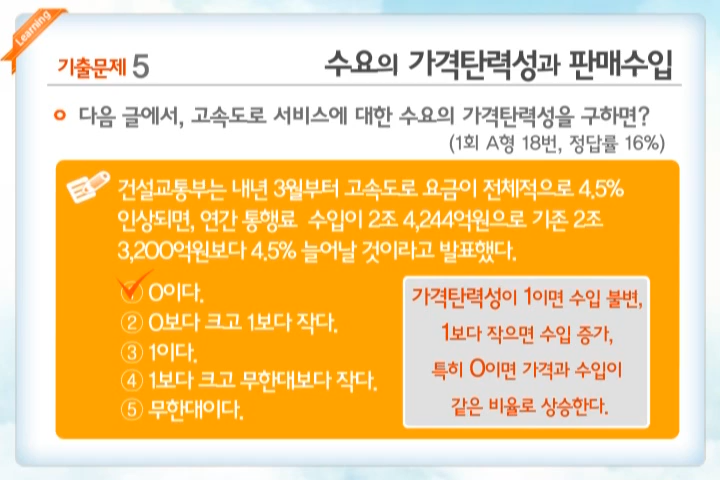 Learning
기출문제 5
수요의 가격탄력성과 판매수입
다음 글에서, 고속도로 서비스에 대한 수요의 가격탄력성을 구하면?
(1회 A형 18번, 정답률 16%)
건설교통부는 내년 3월부터 고속도로 요금이 전체적으로 4.5%
인상되면, 연간 통행료 수입이 2조 4,244억원으로 기존 2조
3,200억원보다 4.5% 늘어날 것이라고 발표했다.
① 0이다.
② 0보다 크고 1보다 작다.
③ 1이다.
④ 1보다 크고 무한대보다 작다.
⑤ 무한대이다.
가격탄력성이 1이면 수입 불변,
1보다 작으면 수입 증가,
특히 0이면 가격과 수입이
같은 비율로 상승한다.